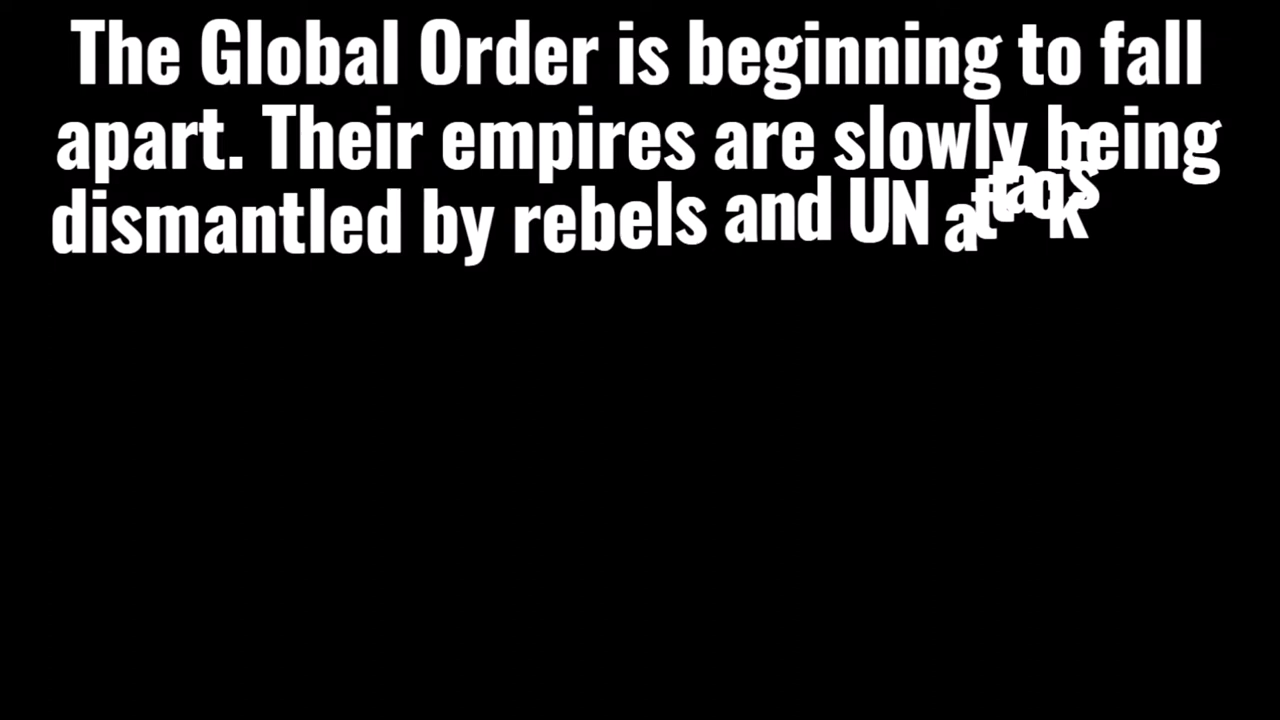 The Global Order is beginning to fall
apart. Their empires are slowly being
dismantled by rebels and UN attacks